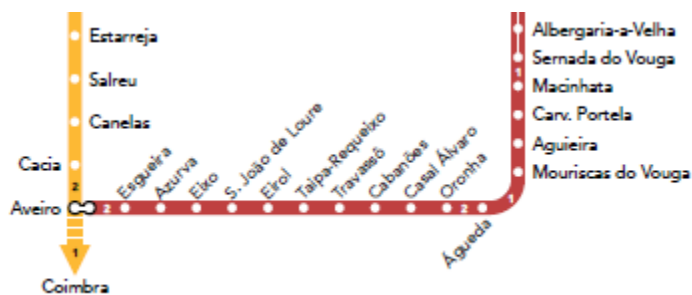 Estarreja
Salreu
Canelas
Cacia
2
Aveiro
2
Esgueira
Azurva
Eixo
S. João de Loure
Eirol
Taipa-Requeixo
Travassô
Cabanões
Casal Álvaro
Oronha
2
Águeda
1
Albergaria-a-Velha
Sernada do Vouga
1
Macinhata
Carv. Portela
Aguieira
Mouriscas do Vouga
1
Coimbra